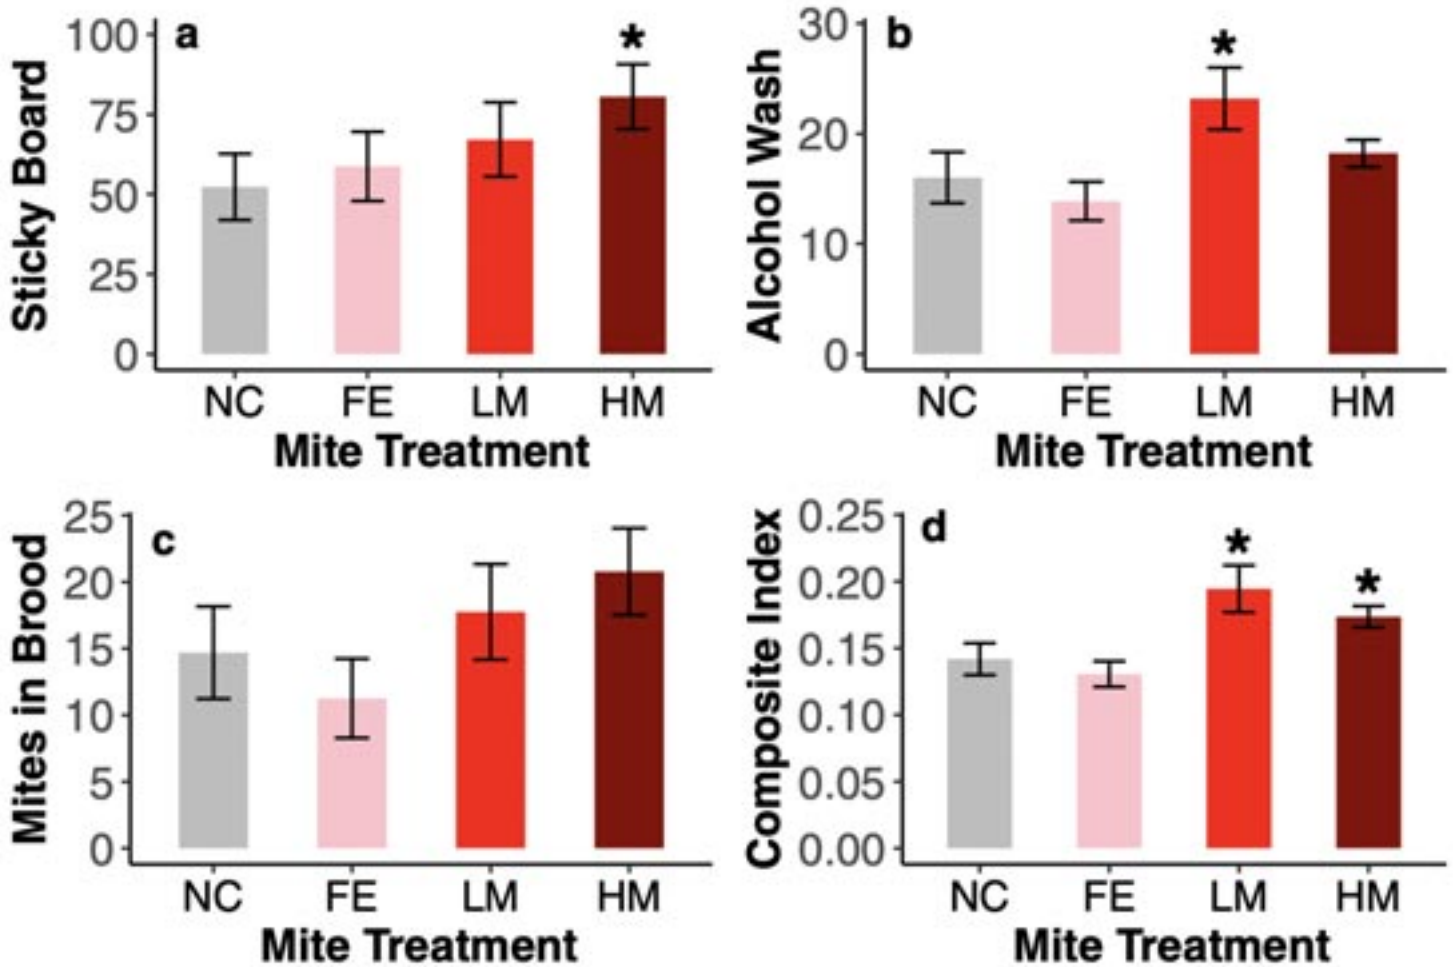 a
*
Sticky Board
100
75
50
25
0
NC FE LM HM
Mite Treatment
b
*
Alcohol Wash
30
20
10
0
NC FE LM HM
Mite Treatment
c
Mites in Brood
25
20
15
10
5
0
NC FE LM HM
Mite Treatment
d
*
*
Composite Index
0.25
0.20
0.15
0.10
0.05
0.00
NC FE LM HM
Mite Treatment